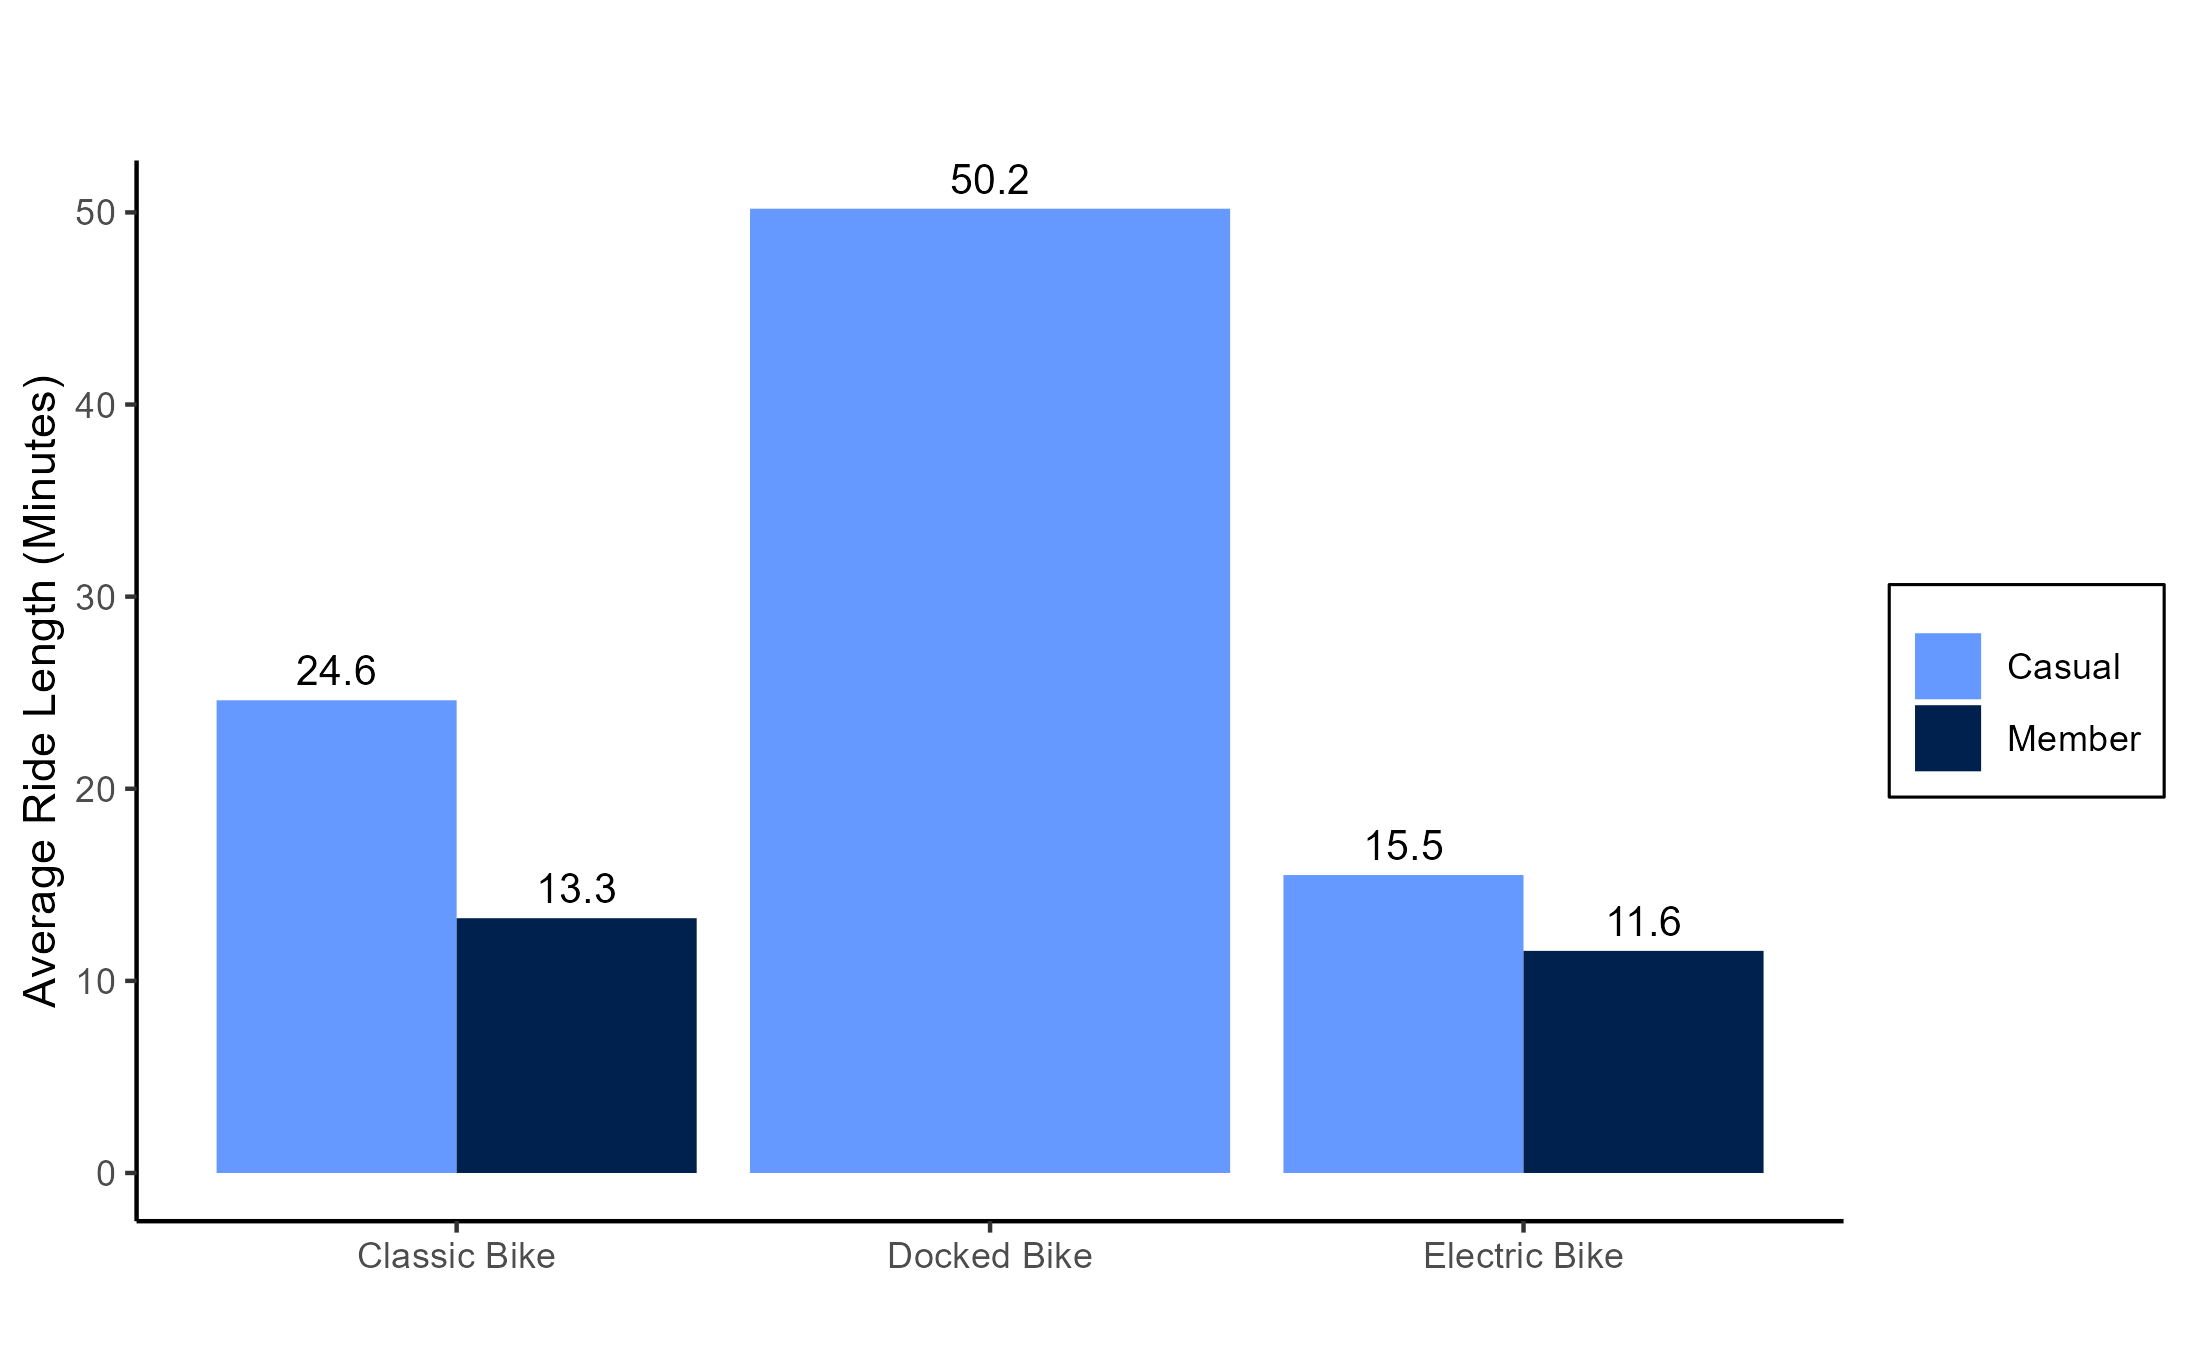 Average Ride Length (Minutes)
50
40
30
20
10
0
24.6
13.3
50.2
15.5
11.6
Classic Bike
Docked Bike
Electric Bike
Casual
Member